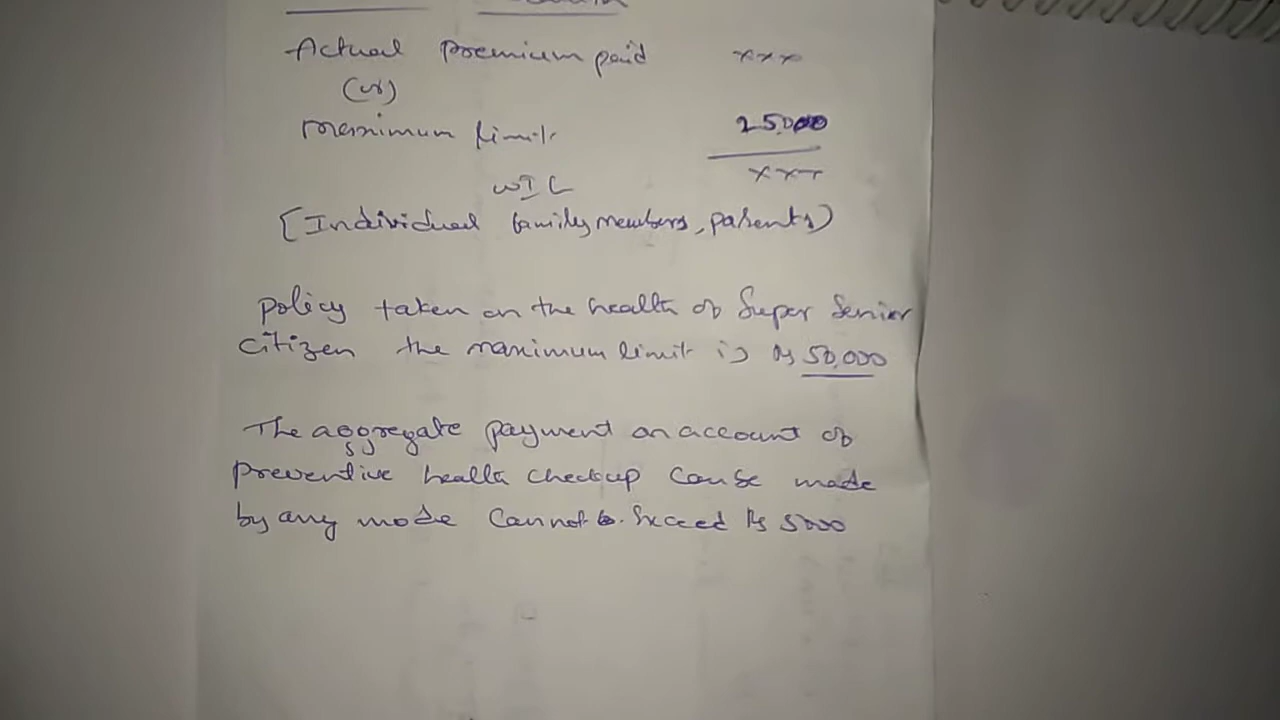 Actual premium paid xxx
(or)
maximum limit 25000
WIL xxx
[Individual family members, parents)
policy taken on the health of Super Senior
citizen the maximum limit is Rs 50,000
The aggregate payment on account of
preventive health checkup can be made
by any mode cannot exceed Rs 5000